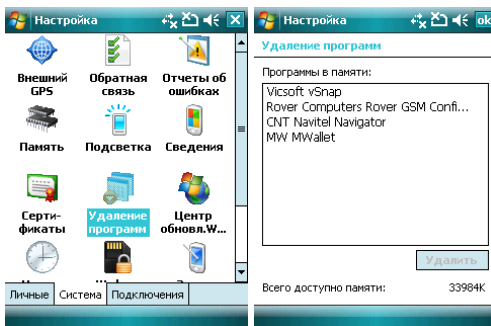 Настройка
Внешний GPS
Обратная связь
Отчеты об ошибках
Память
Подсветка
Сведения
Серти-
фикаты
Удаление программ
Центр обновл.W...
Личные
Система
Подключения
Настройка
ok
Удаление программ
Программы в памяти:
Vicsoft vSnap
Rover Computers Rover GSM Confi...
CNT Navitel Navigator
MW MWallet
Удалить
Всего доступно памяти: 33984K